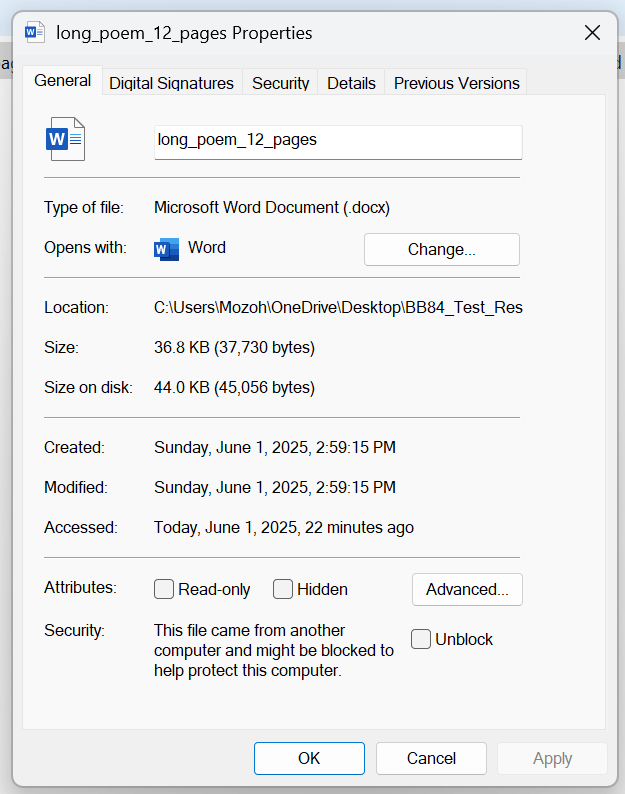 long_poem_12_pages Properties
General Digital Signatures Security Details Previous Versions
W long_poem_12_pages
Type of file: Microsoft Word Document (.docx)
Opens with: W Word Change...
Location: C:\Users\Mozoh\OneDrive\Desktop\BB84_Test_Res
Size: 36.8 KB (37,730 bytes)
Size on disk: 44.0 KB (45,056 bytes)
Created: Sunday, June 1, 2025, 2:59:15 PM
Modified: Sunday, June 1, 2025, 2:59:15 PM
Accessed: Today, June 1, 2025, 22 minutes ago
Attributes: Read-only Hidden Advanced...
Security: This file came from another
computer and might be blocked to
help protect this computer.
Unblock
OK Cancel Apply